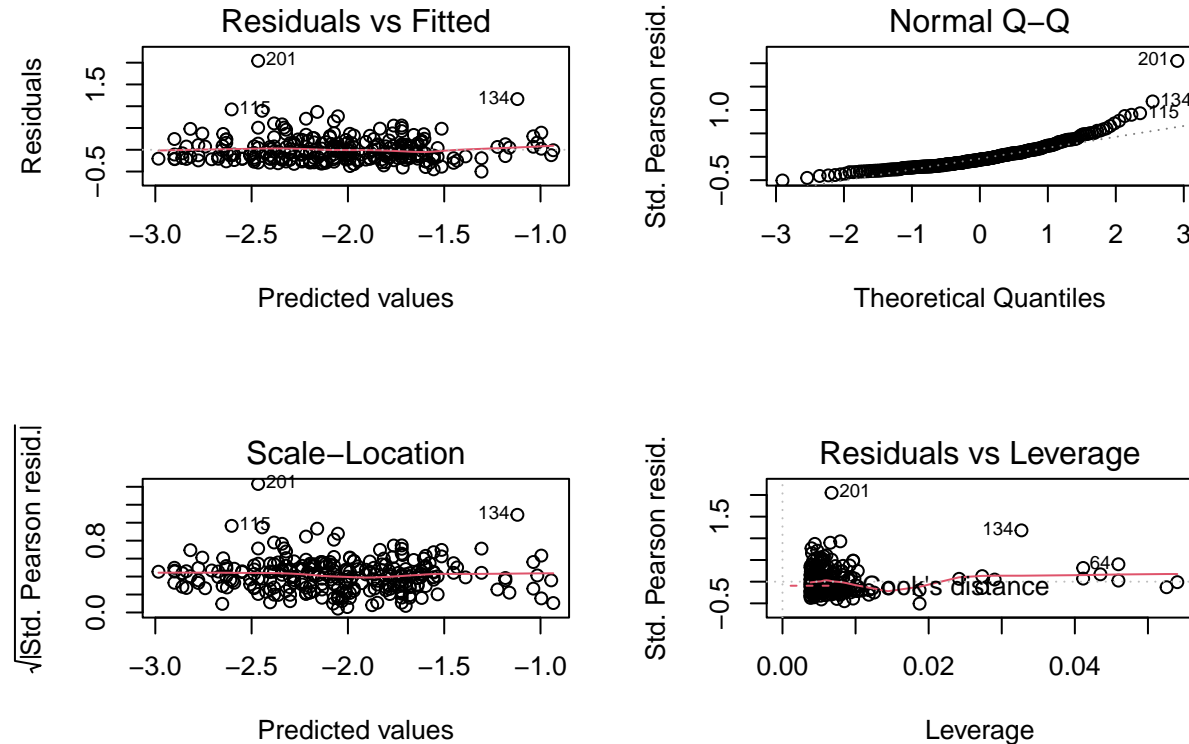 Residuals vs Fitted
Residuals
−0.5 1.5
201
115
134
−3.0 −2.5 −2.0 −1.5 −1.0
Predicted values
Normal Q−Q
Std. Pearson resid.
−0.5 1.0
201
134
115
−3 −2 −1 0 1 2 3
Theoretical Quantiles
Scale−Location
√|Std. Pearson resid.|
0.0 0.8
201
115
134
−3.0 −2.5 −2.0 −1.5 −1.0
Predicted values
Residuals vs Leverage
Std. Pearson resid.
−0.5 1.5
201
134
64
ook's distance
0.00 0.02 0.04
Leverage